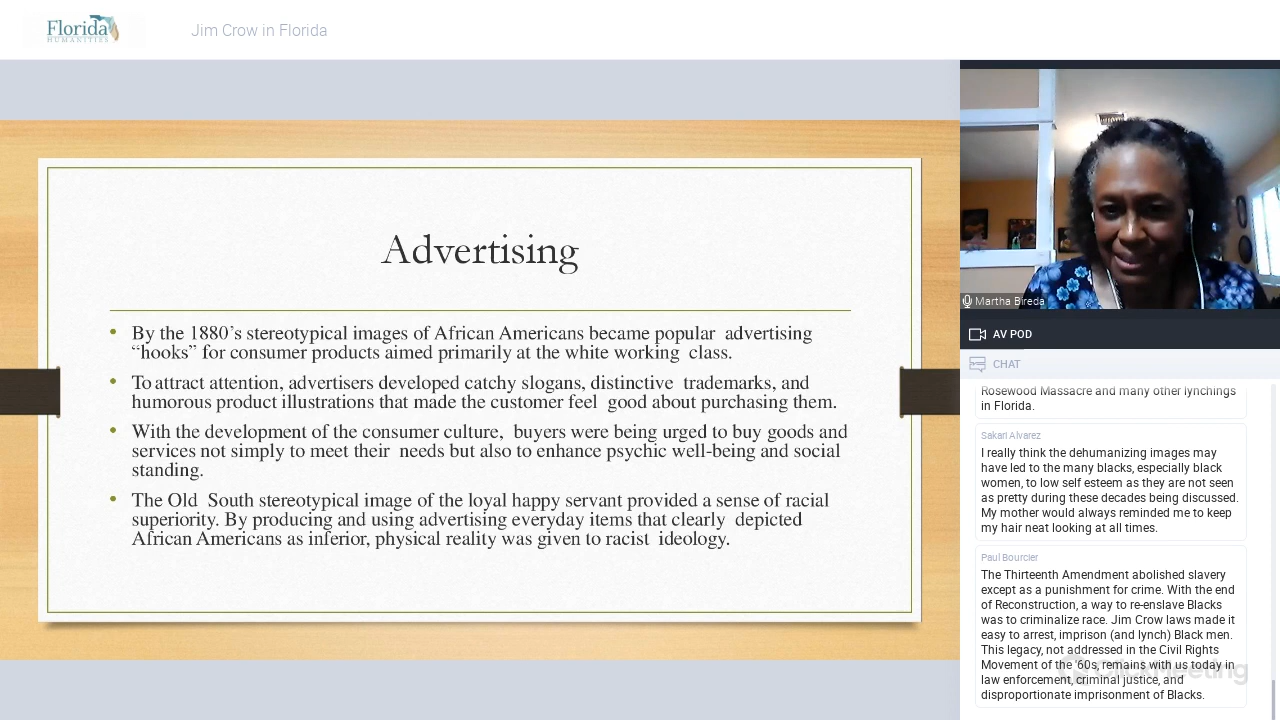 Florida
HUMANITIES
Jim Crow in Florida
Advertising
• By the 1880’s stereotypical images of African Americans became popular advertising
“hooks” for consumer products aimed primarily at the white working class.
• To attract attention, advertisers developed catchy slogans, distinctive trademarks, and
humorous product illustrations that made the customer feel good about purchasing them.
• With the development of the consumer culture, buyers were being urged to buy goods and
services not simply to meet their needs but also to enhance psychic well-being and social
standing.
• The Old South stereotypical image of the loyal happy servant provided a sense of racial
superiority. By producing and using advertising everyday items that clearly depicted
African Americans as inferior, physical reality was given to racist ideology.
Martha Bireda
AV POD
CHAT
Rosewood Massacre and many other lynchings
in Florida.
Sakari Alvarez
I really think the dehumanizing images may
have led to the many blacks, especially black
women, to low self esteem as they are not seen
as pretty during these decades being discussed.
My mother would always reminded me to keep
my hair neat looking at all times.
Paul Bourcier
The Thirteenth Amendment abolished slavery
except as a punishment for crime. With the end
of Reconstruction, a way to re-enslave Blacks
was to criminalize race. Jim Crow laws made it
easy to arrest, imprison (and lynch) Black men.
This legacy, not addressed in the Civil Rights
Movement of the '60s, remains with us today in
law enforcement, criminal justice, and
disproportionate imprisonment of Blacks.
ClickMeeting